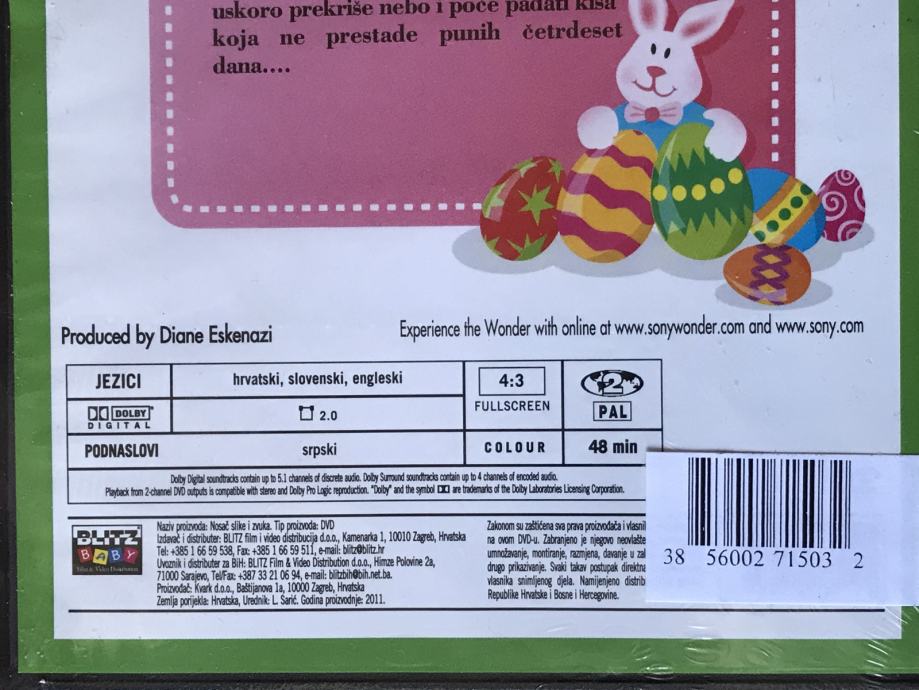 uskoro prekriše nebo i poče padati kiša
koja ne prestade punih četrdeset
dana....
Produced by Diane Eskenazi
Experience the Wonder with online at www.sonywonder.com and www.sony.com
JEZICI
hrvatski, slovenski, engleski
4:3
FULLSCREEN
2
PAL
DOLBY
DIGITAL
2.0
PODNASLOVI
srpski
COLOUR
48 min
Dolby Digital soundtracks contain up to 5.1 channels of discrete audio. Dolby Surround soundtracks contain up to 4 channels of encoded audio.
Playback from 2-channel DVD outputs is compatible with stereo and Dolby Pro Logic reproduction. "Dolby" and the symbol are trademarks of the Dolby Laboratories Licensing Corporation.
BLITZ
BABY
Film & Video Distribution
Naziv proizvoda: Nosač slike i zvuka. Tip proizvoda: DVD
Izdavač i distributer: BLITZ film i video distribucija d.o.o., Kamenarka 1, 10010 Zagreb, Hrvatska
Tel: +385 1 66 59 538, Fax: +385 1 66 59 511, e-mail: blitz@blitz.hr
Uvoznik i distributer za BiH: BLITZ Film & Video Distribution d.o.o., Himze Polovine 2a,
71000 Sarajevo, Tel/Fax: +387 33 21 06 94, e-mail: blitzbih@bih.net.ba.
Proizvođač: Kvark d.o.o., Baštijanova 1a, 10000 Zagreb, Hrvatska
Zemlja porijekla: Hrvatska, Urednik: L. Sarić. Godina proizvodnje: 2011.
Zakonom su zaštićena sva prava proizvođača i vlasnil
na ovom DVD-u. Zabranjeno je njegovo neovlašte
umnožavanje, montiranje, razmjena, davanje u zal
drugo prikazivanje. Svaki takav postupak direktna
vlasnika snimljenog djela. Namijenjeno distrib
Republike Hrvatske i Bosne i Hercegovine.
38 56002 71503 2